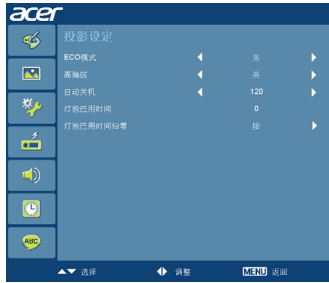 acer
投影设定
ECO模式 关
高海拔 关
自动关机 120
灯泡已用时间 0
灯泡已用时间归零 按
选择 调整 MENU 返回
ABC